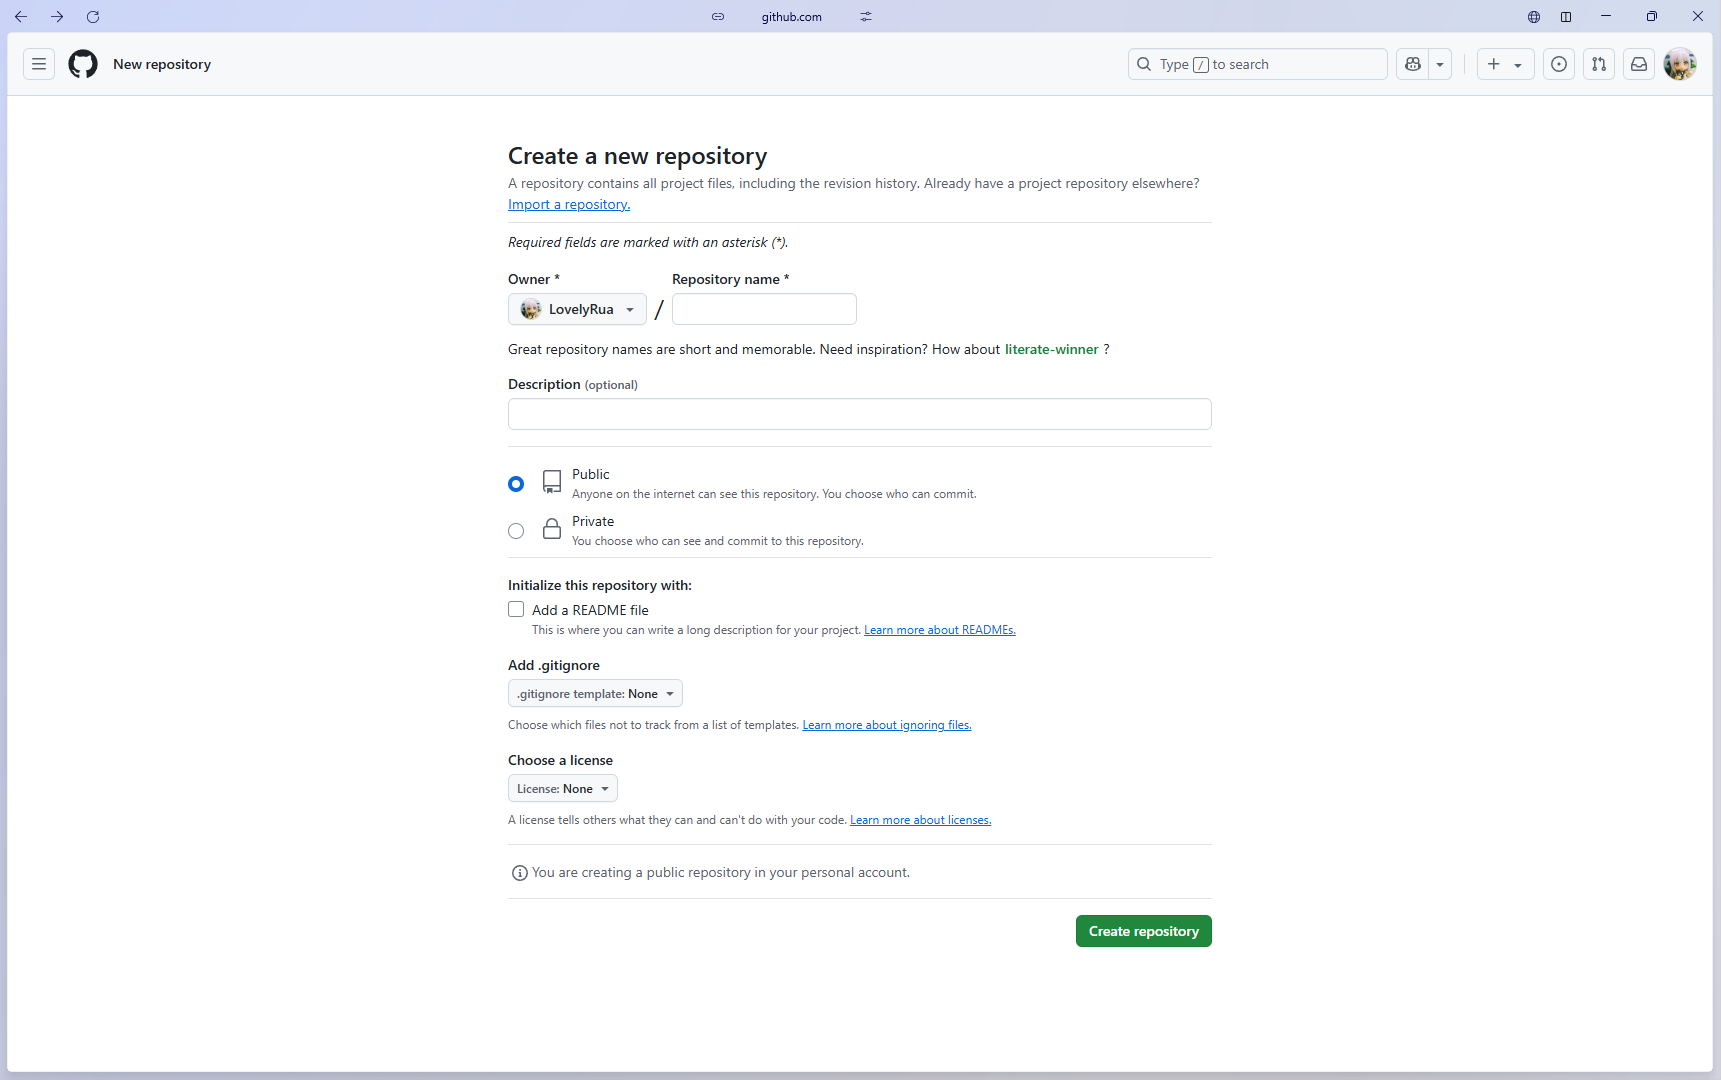 github.com
New repository
Type / to search
Create a new repository
A repository contains all project files, including the revision history. Already have a project repository elsewhere?
Import a repository.
Required fields are marked with an asterisk (*).
Owner *
Repository name *
LovelyRua
/
Great repository names are short and memorable. Need inspiration? How about literate-winner ?
Description (optional)
Public
Anyone on the internet can see this repository. You choose who can commit.
Private
You choose who can see and commit to this repository.
Initialize this repository with:
Add a README file
This is where you can write a long description for your project. Learn more about READMEs.
Add .gitignore
.gitignore template: None
Choose which files not to track from a list of templates. Learn more about ignoring files.
Choose a license
License: None
A license tells others what they can and can't do with your code. Learn more about licenses.
You are creating a public repository in your personal account.
Create repository